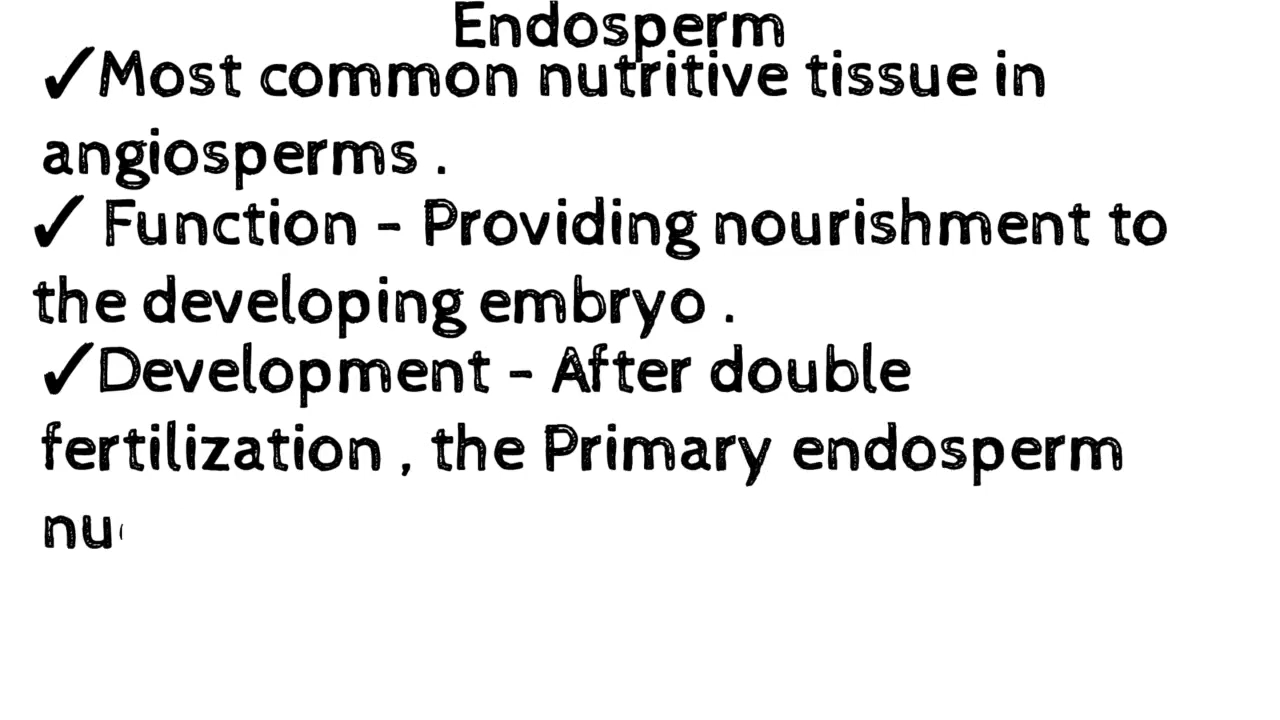 Endosperm
✓Most common nutritive tissue in
angiosperms .
✓ Function - Providing nourishment to
the developing embryo .
✓Development - After double
fertilization , the Primary endosperm
nu